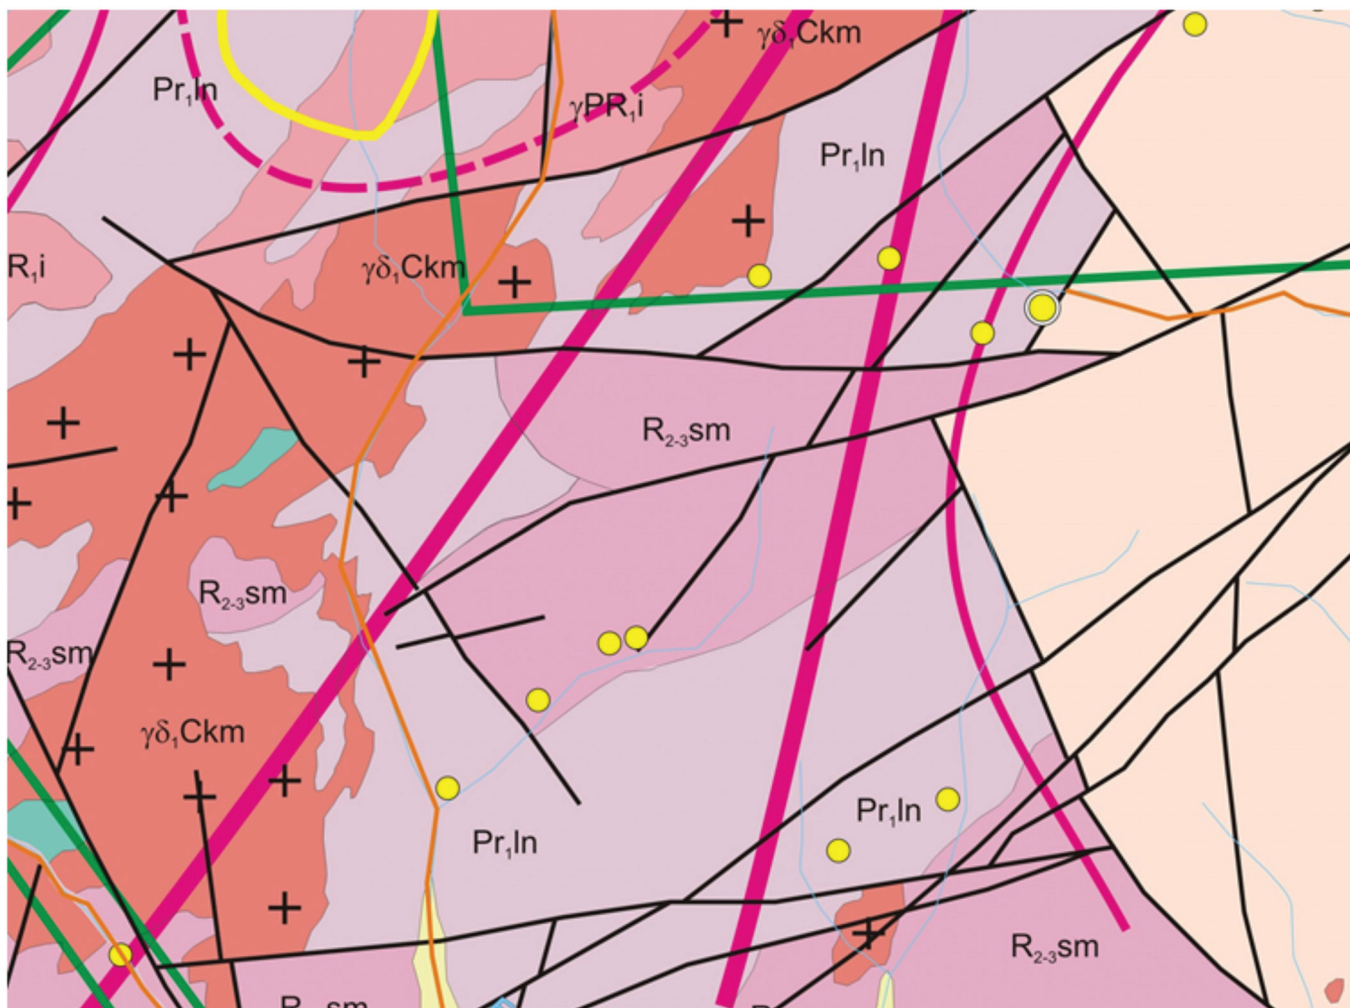 γδ₁Ckm
Pr₁ln
γPR₁i
Pr₁ln
R₁i
γδ₁Ckm
R₂₋₃sm
R₂₋₃sm
R₂₋₃sm
γδ₁Ckm
Pr₁ln
Pr₁ln
R₂₋₃sm